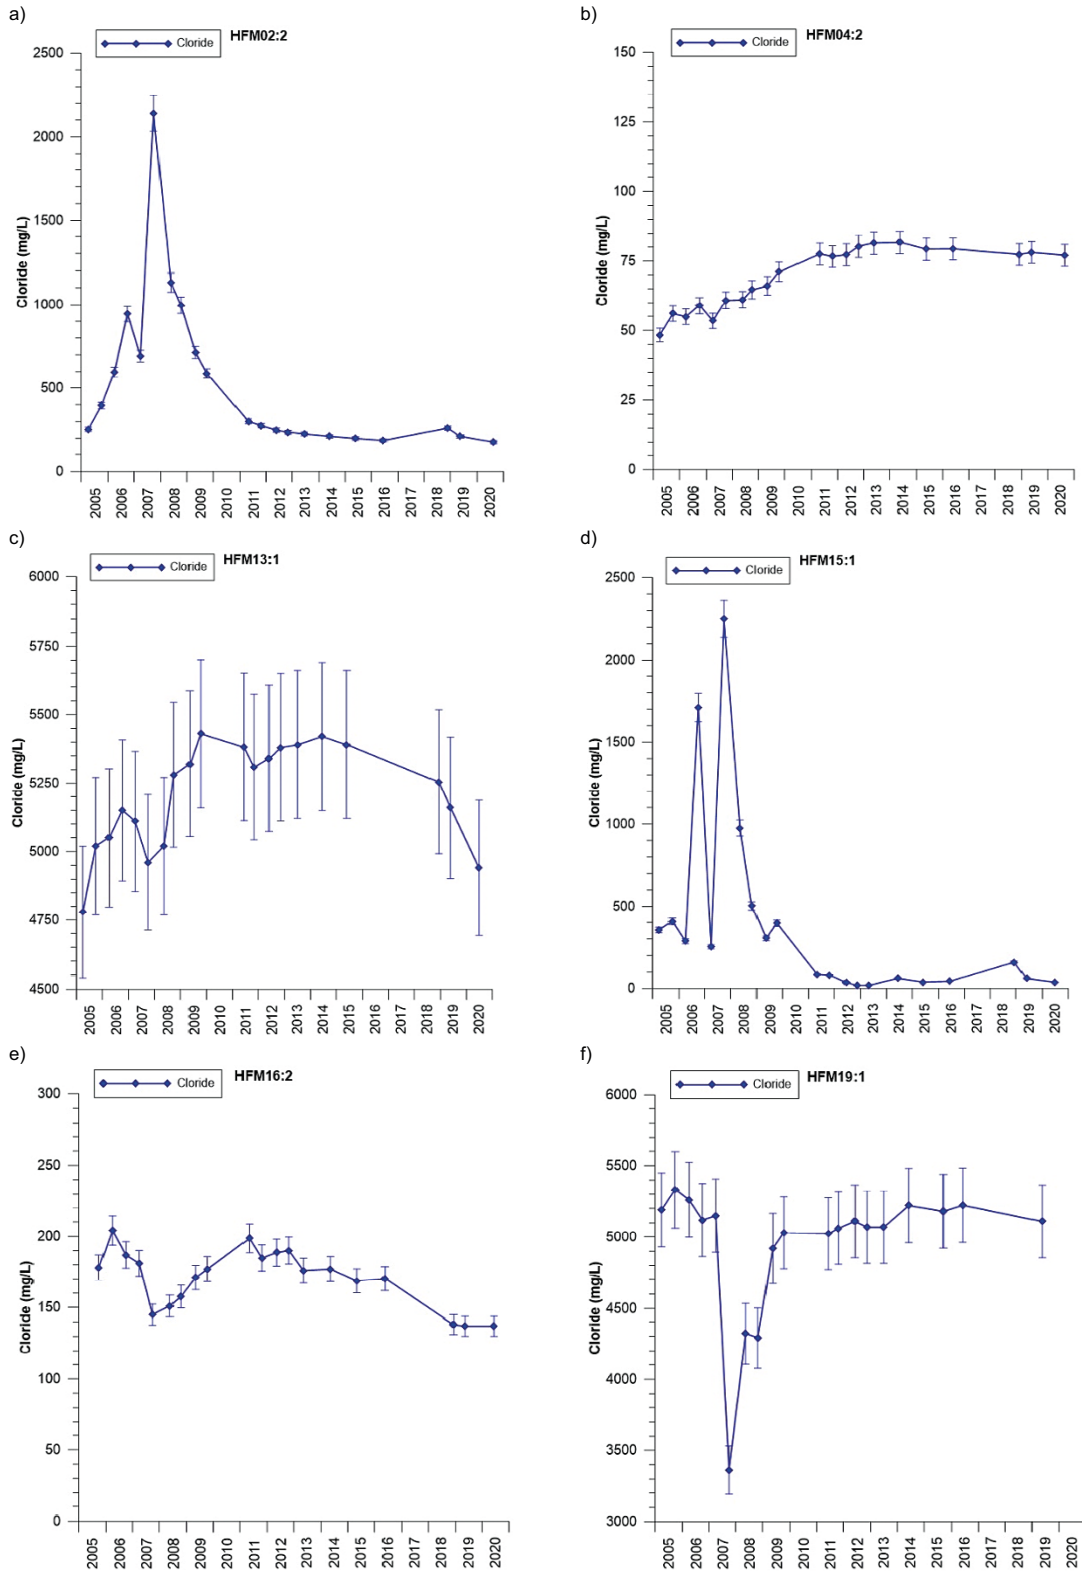 a)
Cloride
HFM02:2
2500
2000
1500
1000
500
0
Cloride (mg/L)
2005 2006 2007 2008 2009 2010 2011 2012 2013 2014 2015 2016 2017 2018 2019 2020
b)
Cloride
HFM04:2
150
125
100
75
50
25
0
Cloride (mg/L)
2005 2006 2007 2008 2009 2010 2011 2012 2013 2014 2015 2016 2017 2018 2019 2020
c)
Cloride
HFM13:1
6000
5750
5500
5250
5000
4750
4500
Cloride (mg/L)
2005 2006 2007 2008 2009 2010 2011 2012 2013 2014 2015 2016 2017 2018 2019 2020
d)
Cloride
HFM15:1
2500
2000
1500
1000
500
0
Cloride (mg/L)
2005 2006 2007 2008 2009 2010 2011 2012 2013 2014 2015 2016 2017 2018 2019 2020
e)
Cloride
HFM16:2
300
250
200
150
100
50
0
Cloride (mg/L)
2005 2006 2007 2008 2009 2010 2011 2012 2013 2014 2015 2016 2017 2018 2019 2020
f)
Cloride
HFM19:1
6000
5500
5000
4500
4000
3500
3000
Cloride (mg/L)
2005 2006 2007 2008 2009 2010 2011 2012 2013 2014 2015 2016 2017 2018 2019 2020